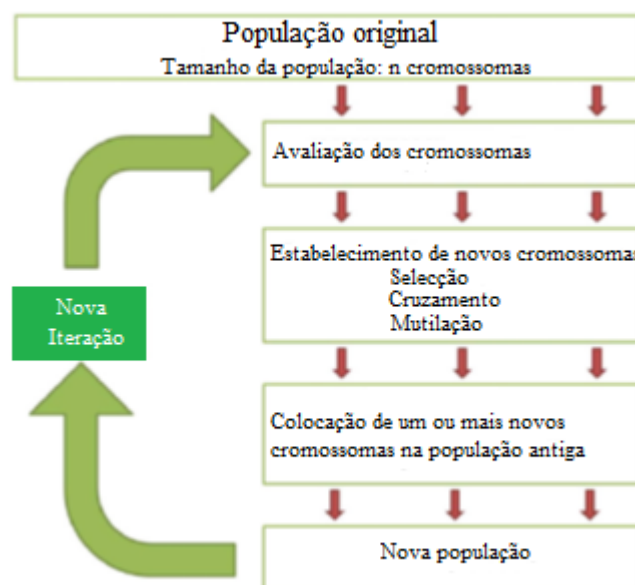 População original
Tamanho da população: n cromossomas
Avaliação dos cromossomas
Estabelecimento de novos cromossomas
Selecção
Cruzamento
Mutilação
Nova
Iteração
Colocação de um ou mais novos
cromossomas na população antiga
Nova população